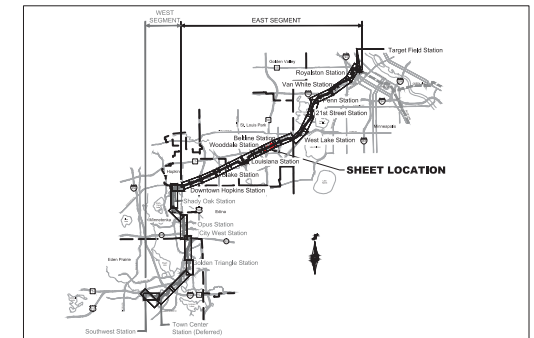 WEST
SEGMENT
EAST SEGMENT
Target Field Station
Golden Valley
Royalston Station
Van White Station
Penn Station
21st Street Station
Minneapolis
St. Louis Park
Beltline Station
West Lake Station
Wooddale Station
Louisiana Station
SHEET LOCATION
Hopkins
Blake Station
Downtown Hopkins Station
Shady Oak Station
Edina
Minnetonka
Opus Station
City West Station
Eden Prairie
Golden Triangle Station
Southwest Station
Town Center
Station (Deferred)